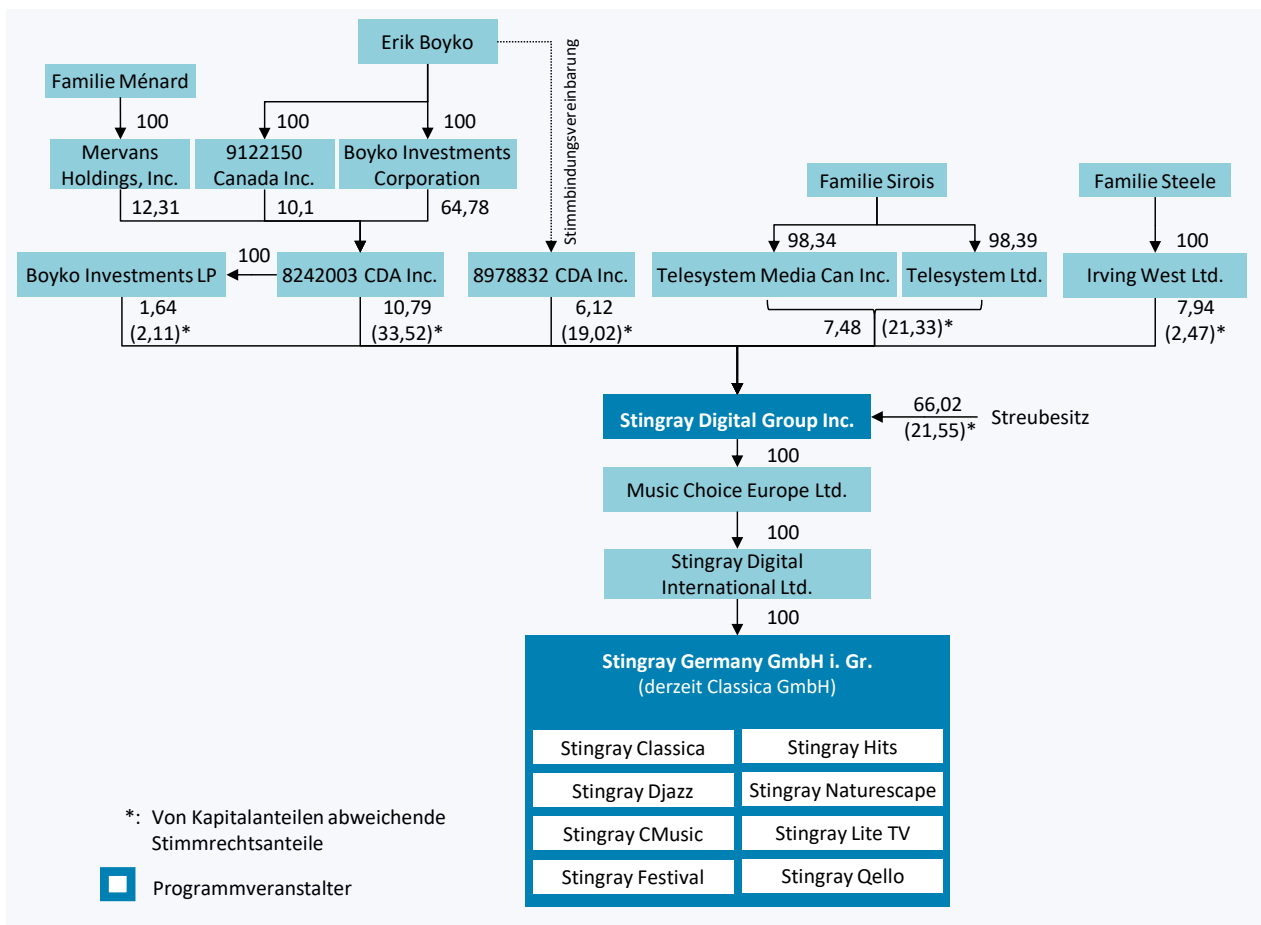 Erik Boyko
Stimmbindungsvereinbarung
Familie Ménard
100
100
100
Mervans
Holdings, Inc.
9122150
Canada Inc.
Boyko Investments
Corporation
Familie Sirois
Familie Steele
12,31
10,1
64,78
98,34
98,39
100
100
Boyko Investments LP
8242003 CDA Inc.
8978832 CDA Inc.
Telesystem Media Can Inc.
Telesystem Ltd.
Irving West Ltd.
1,64
(2,11)*
10,79
(33,52)*
6,12
(19,02)*
7,48
(21,33)*
7,94
(2,47)*
Stingray Digital Group Inc.
66,02
(21,55)*
Streubesitz
100
Music Choice Europe Ltd.
100
Stingray Digital
International Ltd.
100
Stingray Germany GmbH i. Gr.
(derzeit Classica GmbH)
Stingray Classica
Stingray Hits
Stingray Djazz
Stingray Naturescape
Stingray CMusic
Stingray Lite TV
Stingray Festival
Stingray Qello
*: Von Kapitalanteilen abweichende
Stimmrechtsanteile
Programmveranstalter